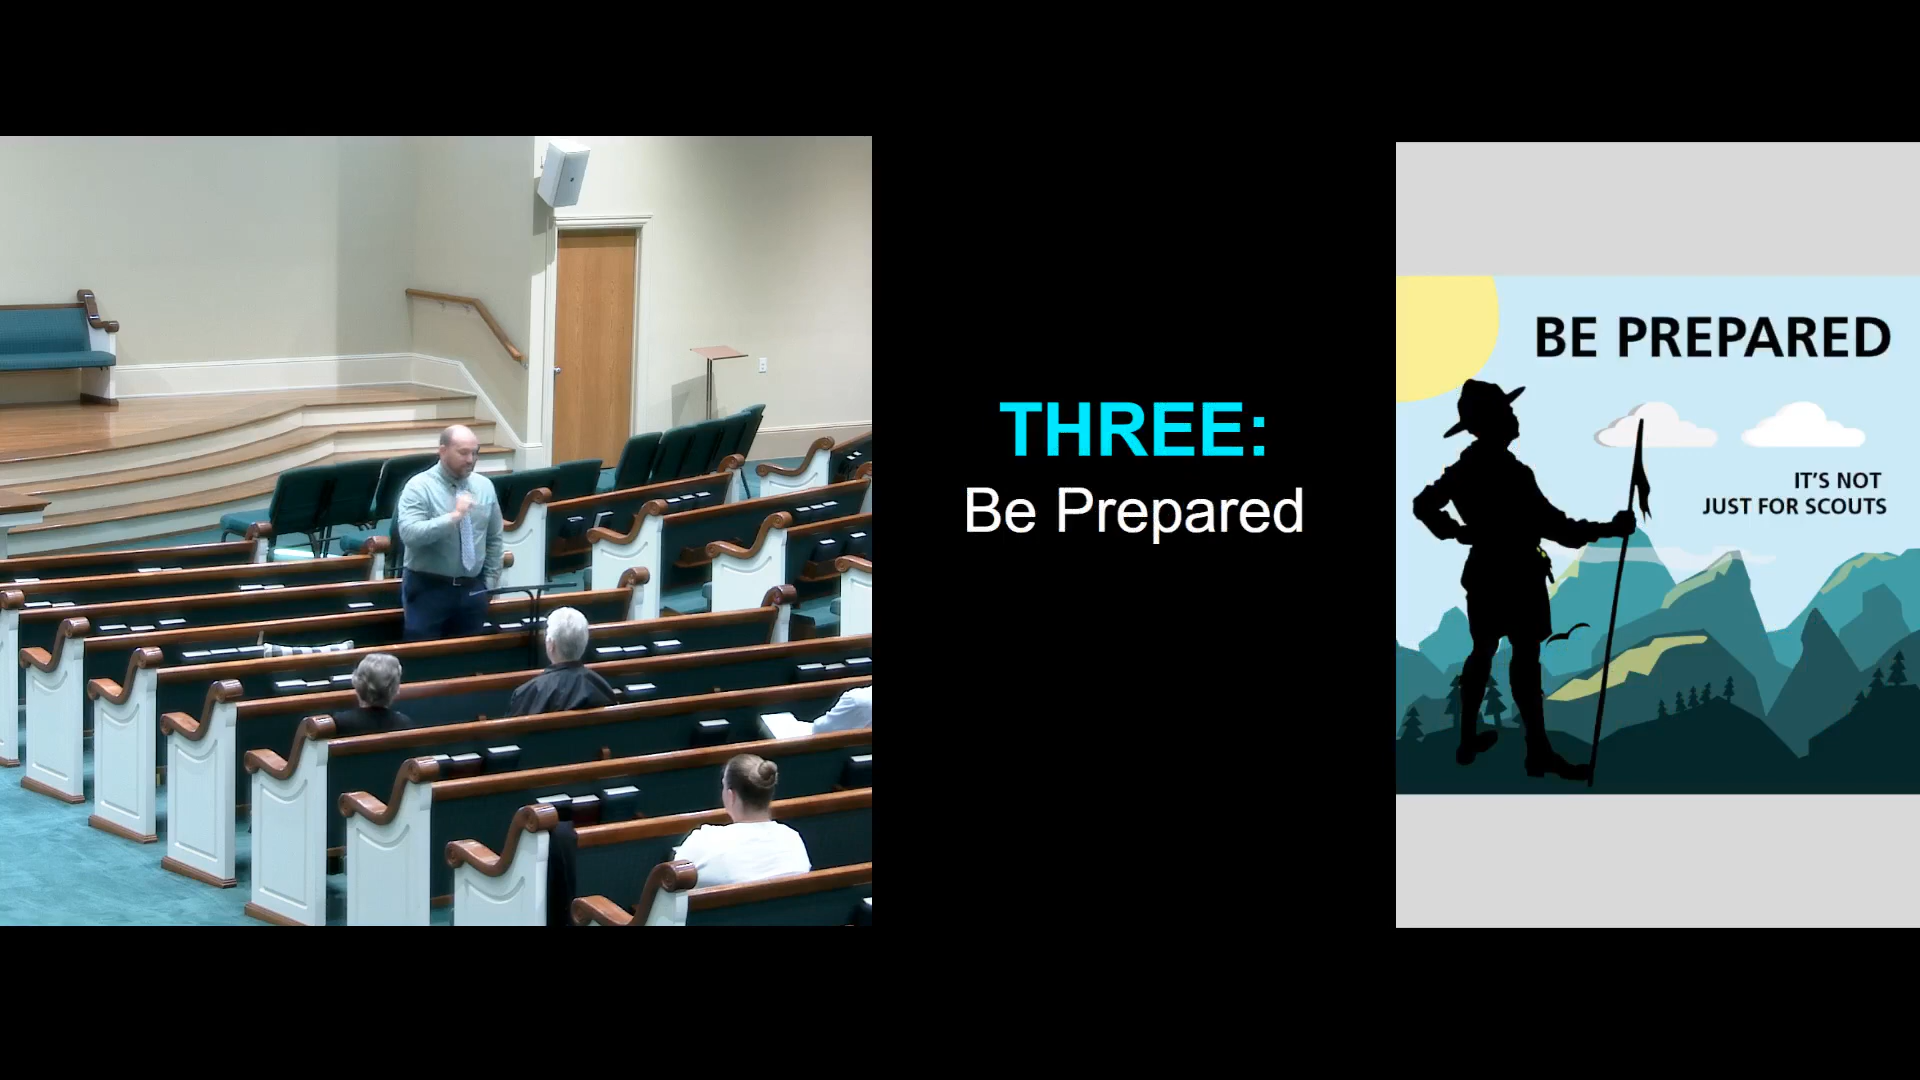 THREE:
Be Prepared
BE PREPARED
IT'S NOT
JUST FOR SCOUTS